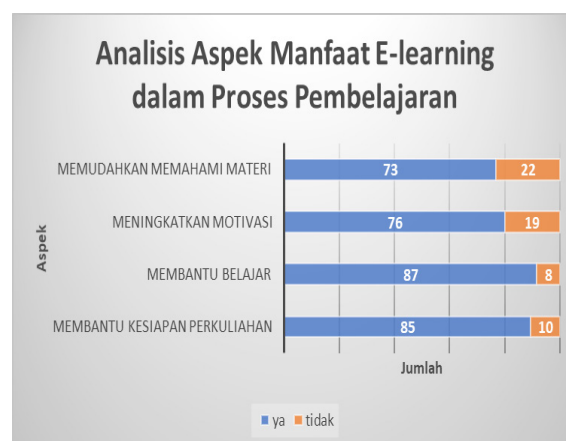 Analisis Aspek Manfaat E-learning
dalam Proses Pembelajaran
Aspek
MEMUDAHKAN MEMAHAMI MATERI 73 22
MENINGKATKAN MOTIVASI 76 19
MEMBANTU BELAJAR 87 8
MEMBANTU KESIAPAN PERKULIAHAN 85 10
Jumlah
ya tidak